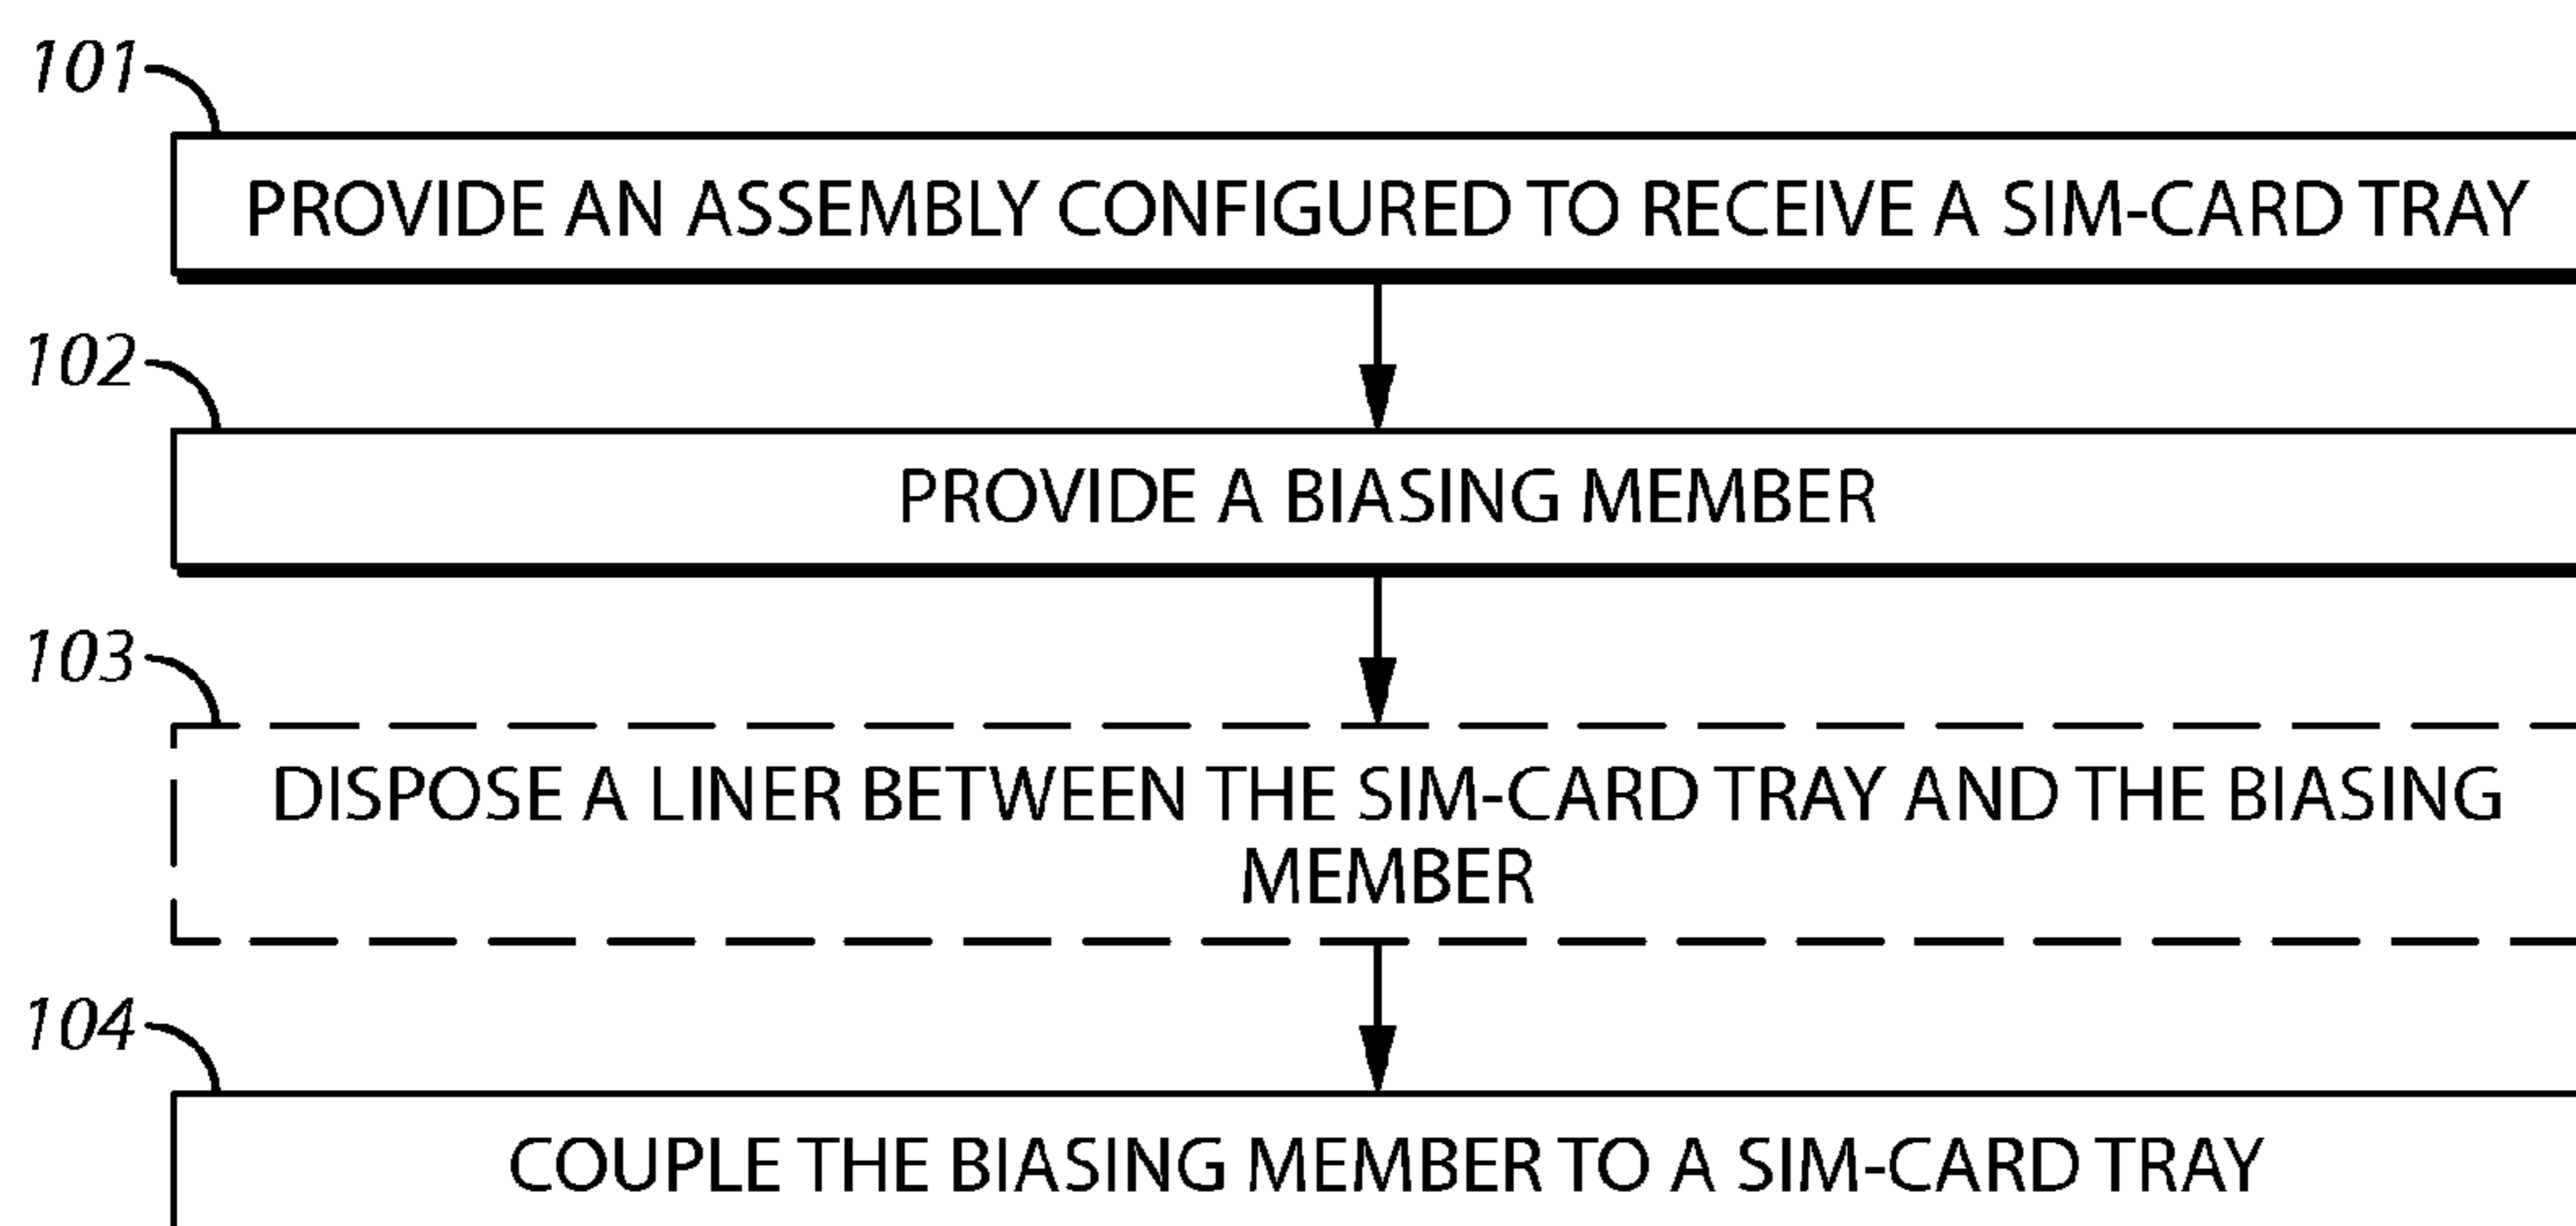 101
PROVIDE AN ASSEMBLY CONFIGURED TO RECEIVE A SIM-CARD TRAY
102
PROVIDE A BIASING MEMBER
103
DISPOSE A LINER BETWEEN THE SIM-CARD TRAY AND THE BIASING
MEMBER
104
COUPLE THE BIASING MEMBER TO A SIM-CARD TRAY